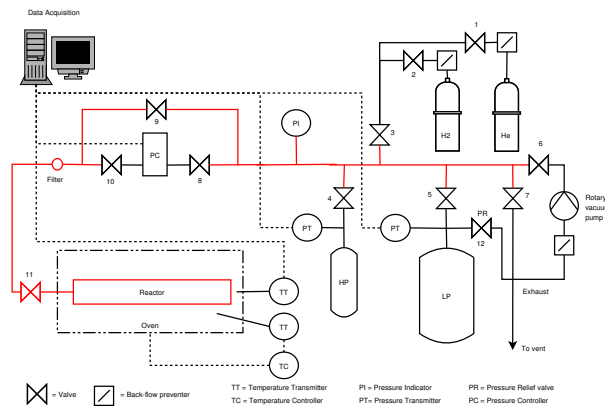 Data Acquisition
1
2
H2
He
9
PI
3
PC
6
10
8
Filter
4
5
7
Rotary
vacuum
pump
PT
PT
PR
12
11
HP
LP
Reactor
TT
Exhaust
Oven
TT
To vent
TC
= Valve
= Back-flow preventer
TT = Temperature Transmitter
PI = Pressure Indicator
PR = Pressure Relief valve
TC = Temperature Controller
PT= Pressure Transmitter
PC = Pressure Controller